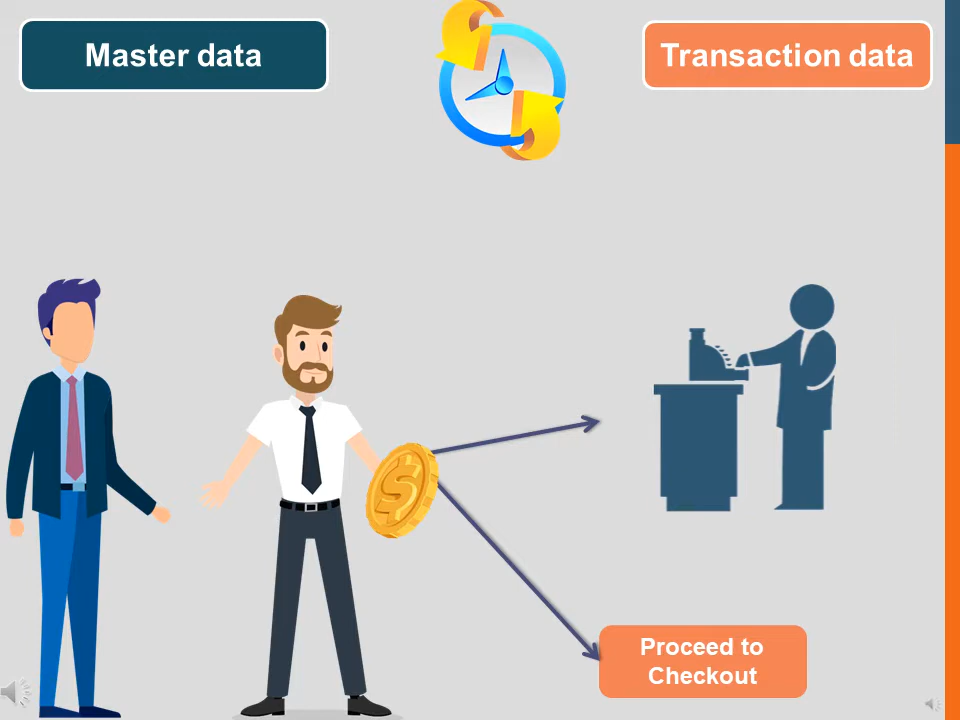 Master data
Transaction data
$
Proceed to
Checkout